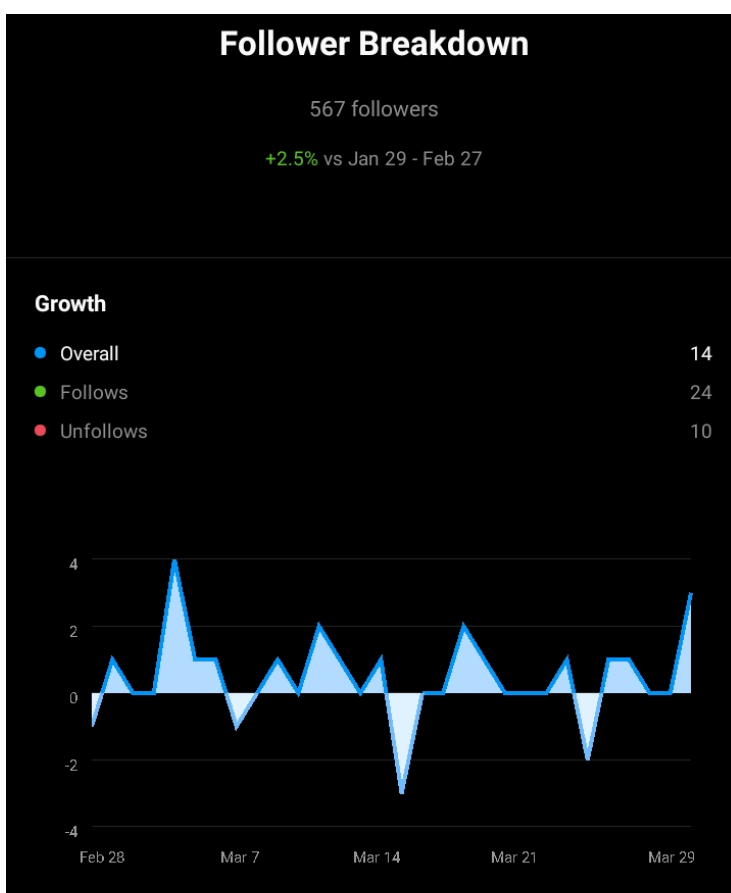 Follower Breakdown
567 followers
+2.5% vs Jan 29 - Feb 27
Growth
Overall 14
Follows 24
Unfollows 10
4
2
0
-2
-4
Feb 28 Mar 7 Mar 14 Mar 21 Mar 29